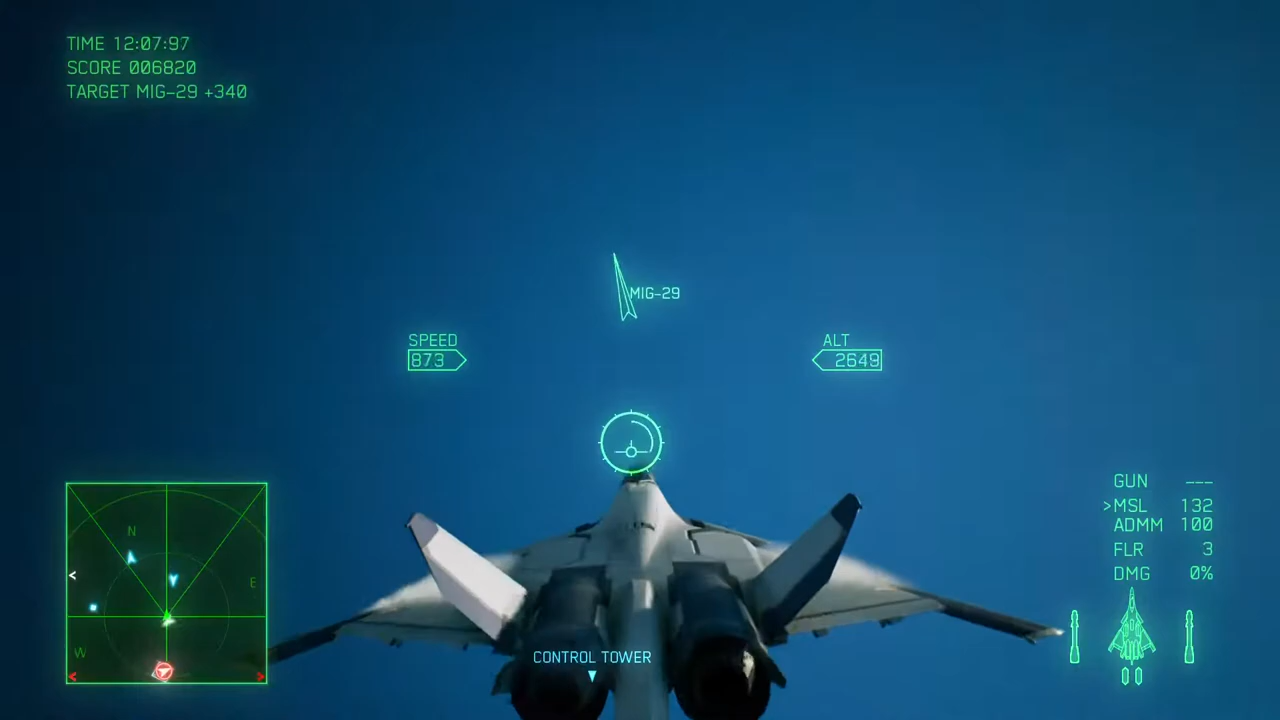 TIME 12:07:97
SCORE 006820
TARGET MIG-29 +340
MIG-29
SPEED
873
ALT
2649
N
E
W
CONTROL TOWER
GUN ---
>MSL 132
ADMM 100
FLR 3
DMG 0%